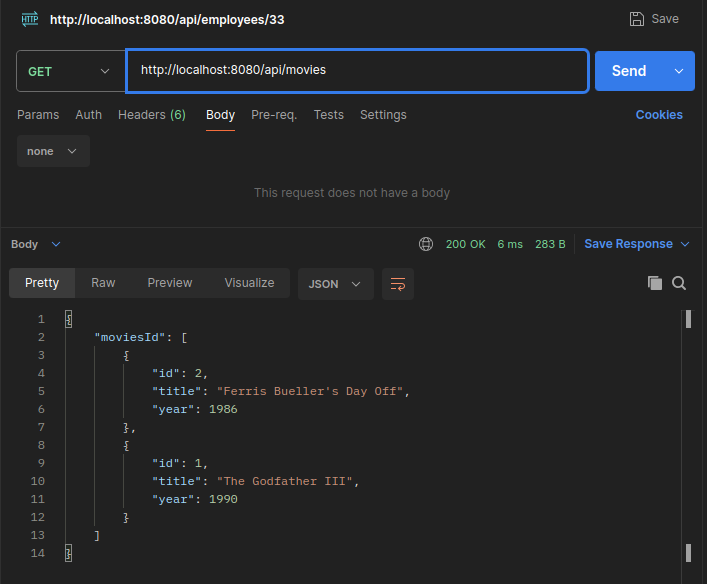 HTTP http://localhost:8080/api/employees/33 Save
GET http://localhost:8080/api/movies Send
Params Auth Headers (6) Body Pre-req. Tests Settings Cookies
none
This request does not have a body
Body 200 OK 6 ms 283 B Save Response
Pretty Raw Preview Visualize JSON
1 {
2 "moviesId": [
3 {
4 "id": 2,
5 "title": "Ferris Bueller's Day Off",
6 "year": 1986
7 },
8 {
9 "id": 1,
10 "title": "The Godfather III",
11 "year": 1990
12 }
13 ]
14 }